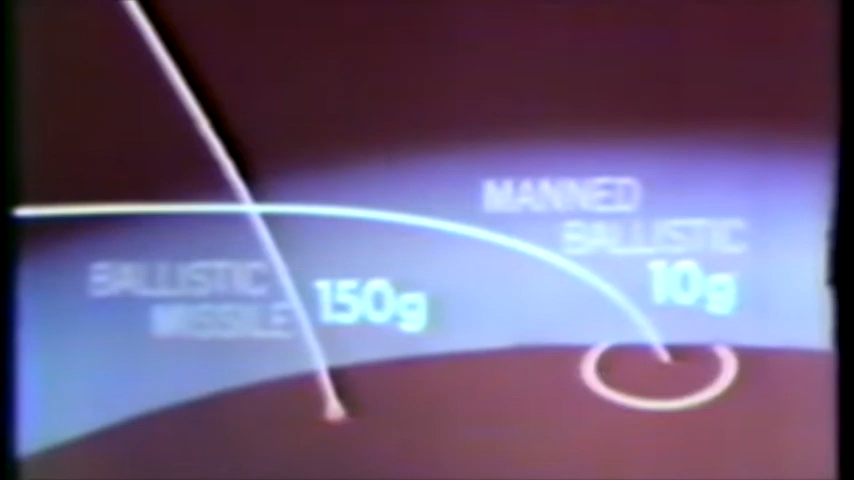 MANNED
BALLISTIC
10g
BALLISTIC
MISSILE
150g